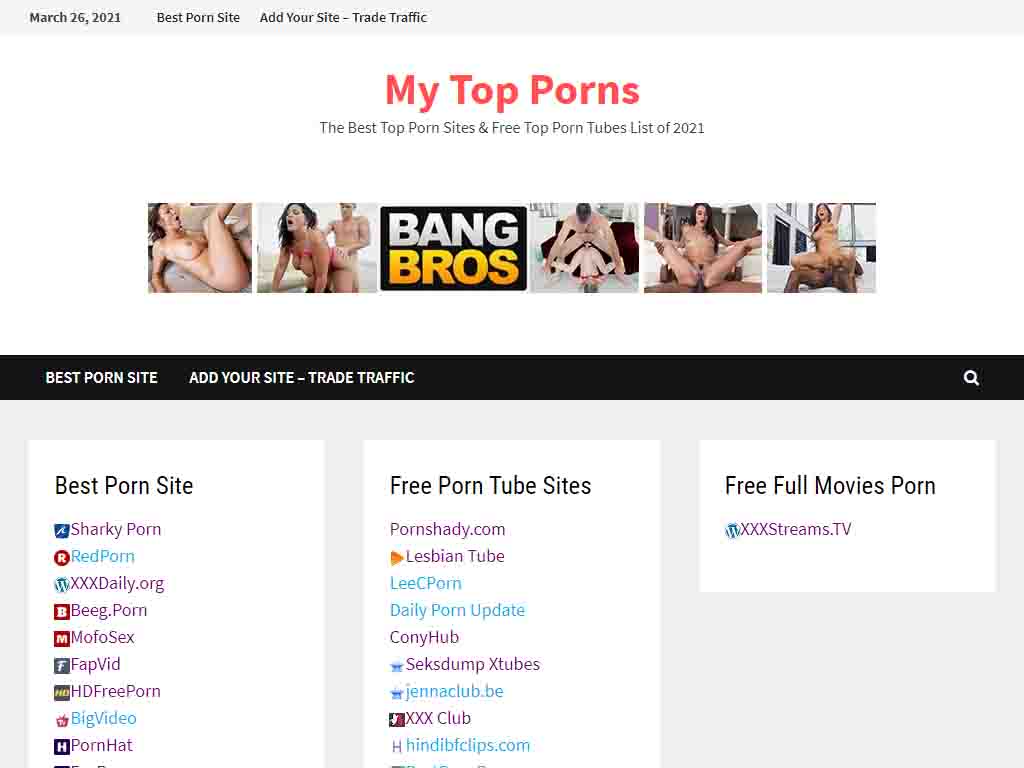 March 26, 2021 Best Porn Site Add Your Site – Trade Traffic
My Top Porns
The Best Top Porn Sites & Free Top Porn Tubes List of 2021
BANG
BROS
BEST PORN SITE ADD YOUR SITE – TRADE TRAFFIC
Best Porn Site
Sharky Porn
RedPorn
XXXDaily.org
Beeg.Porn
MofoSex
FapVid
HDFreePorn
BigVideo
PornHat
Free Porn Tube Sites
Pornshady.com
Lesbian Tube
LeeCPorn
Daily Porn Update
ConyHub
Seksdump Xtubes
jennaclub.be
XXX Club
hindibfclips.com
Free Full Movies Porn
XXXStreams.TV